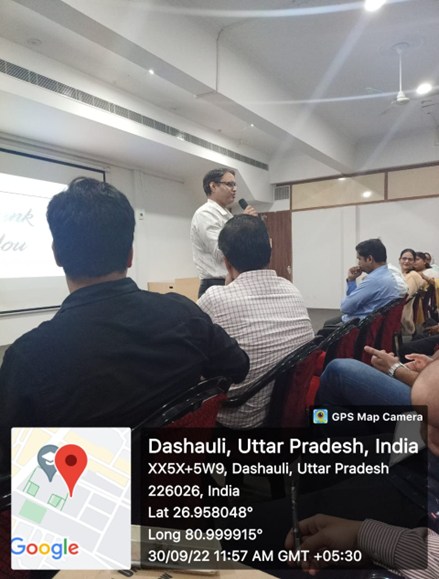 You
GPS Map Camera
Dashauli, Uttar Pradesh, India
XX5X+5W9, Dashauli, Uttar Pradesh
226026, India
Lat 26.958048°
Long 80.999915°
30/09/22 11:57 AM GMT +05:30
Google